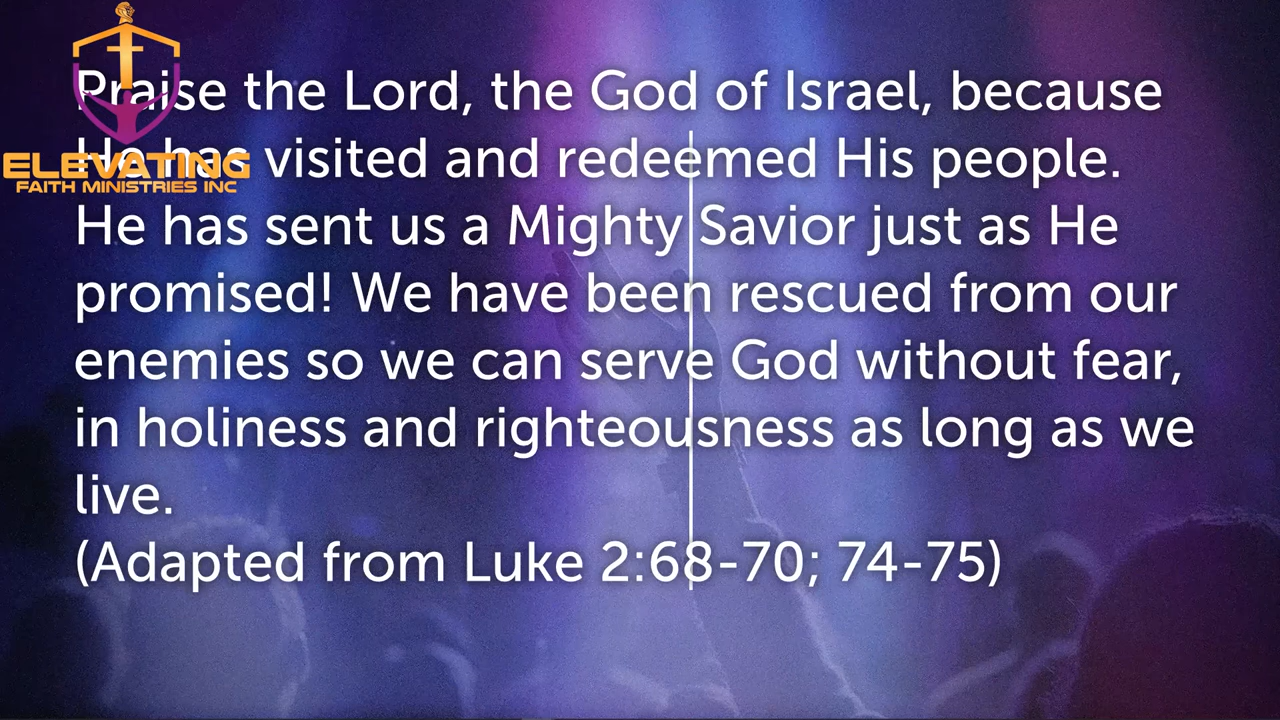 Praise the Lord, the God of Israel, because
He has visited and redeemed His people.
He has sent us a Mighty Savior just as He
promised! We have been rescued from our
enemies so we can serve God without fear,
in holiness and righteousness as long as we
live.
(Adapted from Luke 2:68-70; 74-75)
ELEVATING
FAITH MINISTRIES INC